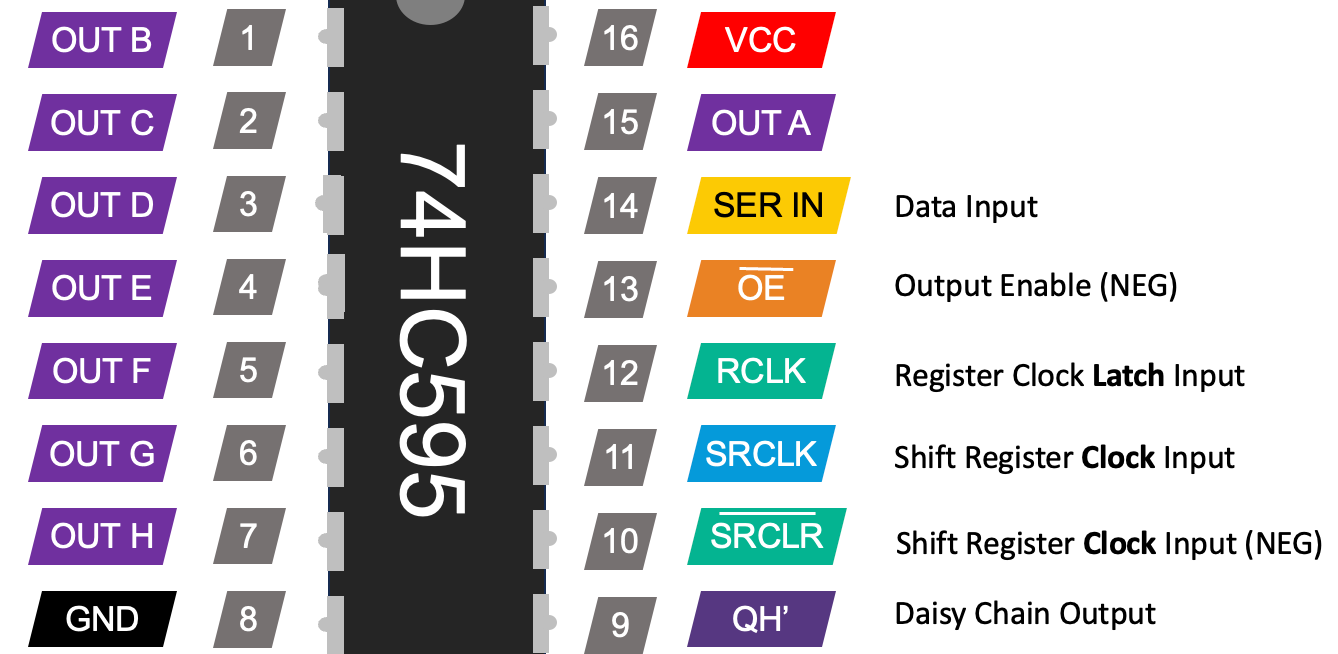 OUT B 1 16 VCC
OUT C 2 15 OUT A
OUT D 3 14 SER IN Data Input
OUT E 4 13 OE Output Enable (NEG)
OUT F 5 12 RCLK Register Clock Latch Input
OUT G 6 11 SRCLK Shift Register Clock Input
OUT H 7 10 SRCLR Shift Register Clock Input (NEG)
GND 8 9 QH’ Daisy Chain Output
74HC595